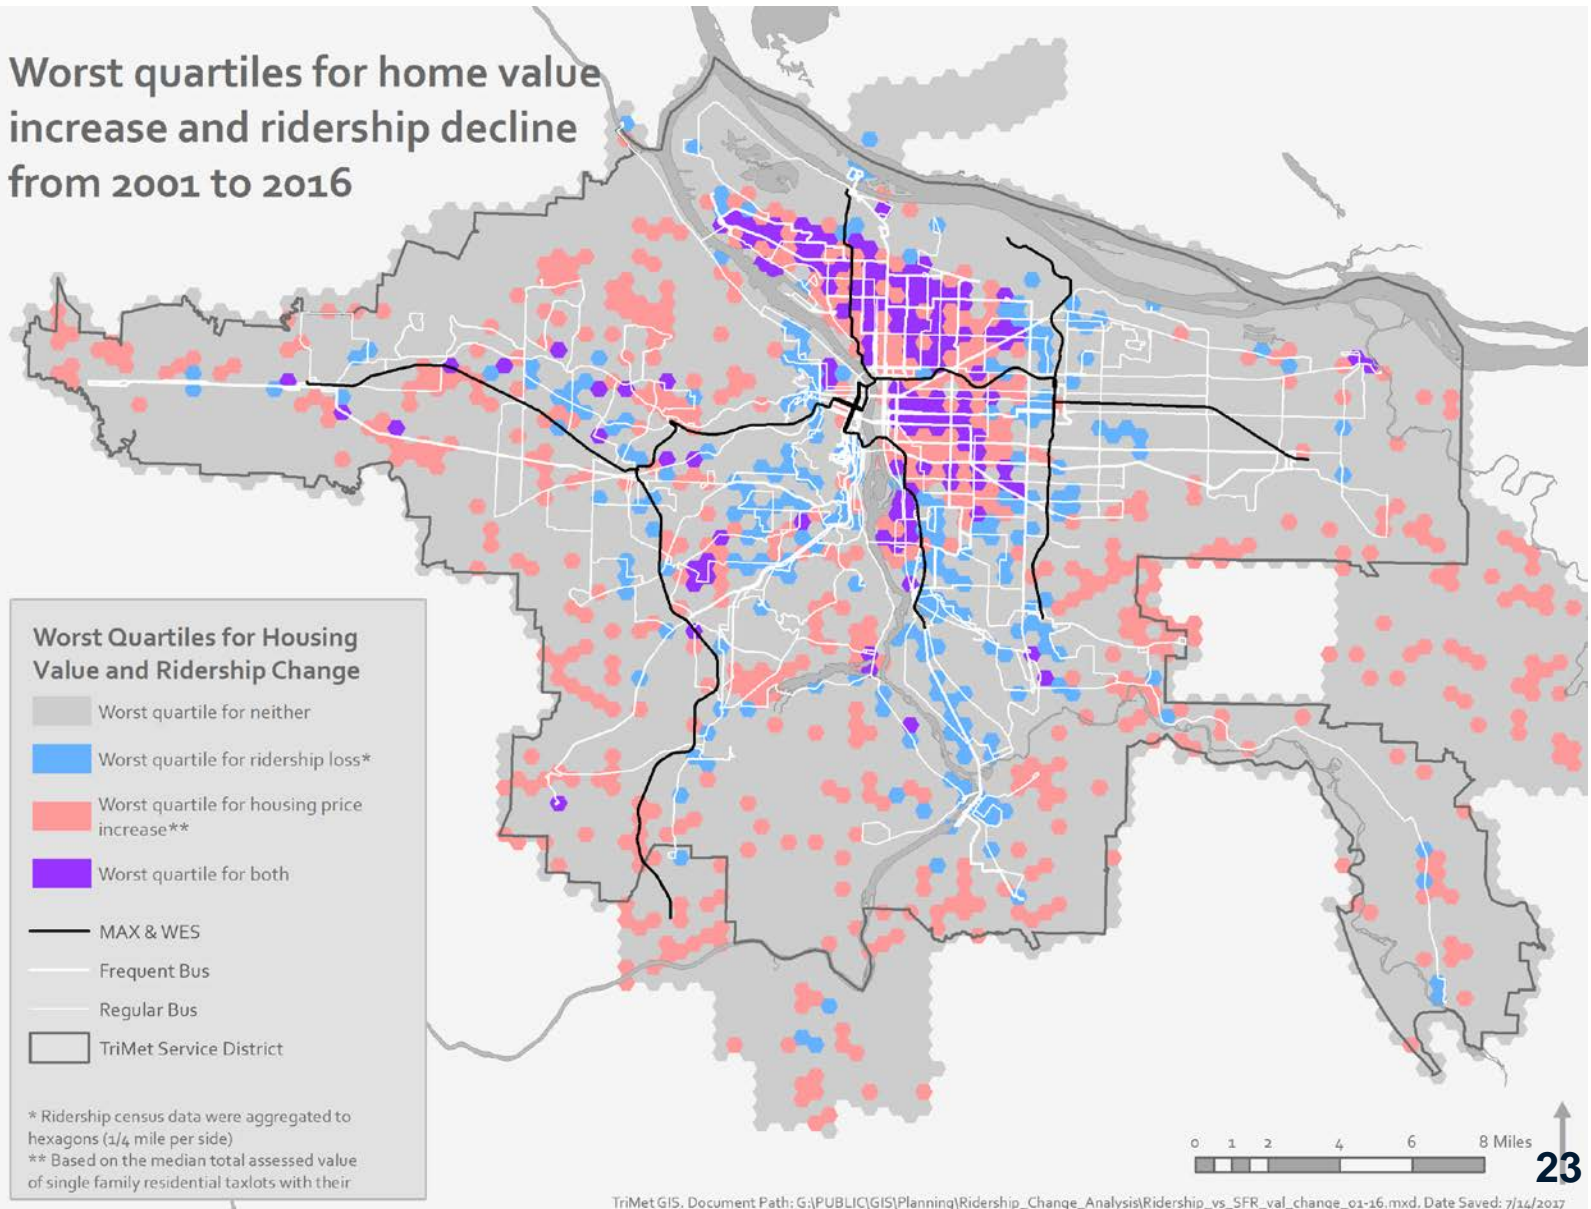 Worst quartiles for home value
increase and ridership decline
from 2001 to 2016
Worst Quartiles for Housing
Value and Ridership Change
Worst quartile for neither
Worst quartile for ridership loss*
Worst quartile for housing price
increase**
Worst quartile for both
MAX & WES
Frequent Bus
Regular Bus
TriMet Service District
* Ridership census data were aggregated to
hexagons (1/4 mile per side)
** Based on the median total assessed value
of single family residential taxlots with their
0 1 2 4 6 8 Miles
23
TriMet GIS. Document Path: G:\PUBLIC\GIS\Planning\Ridership_Change_Analysis\Ridership_vs_SFR_val_change_01-16.mxd, Date Saved: 7/14/2017